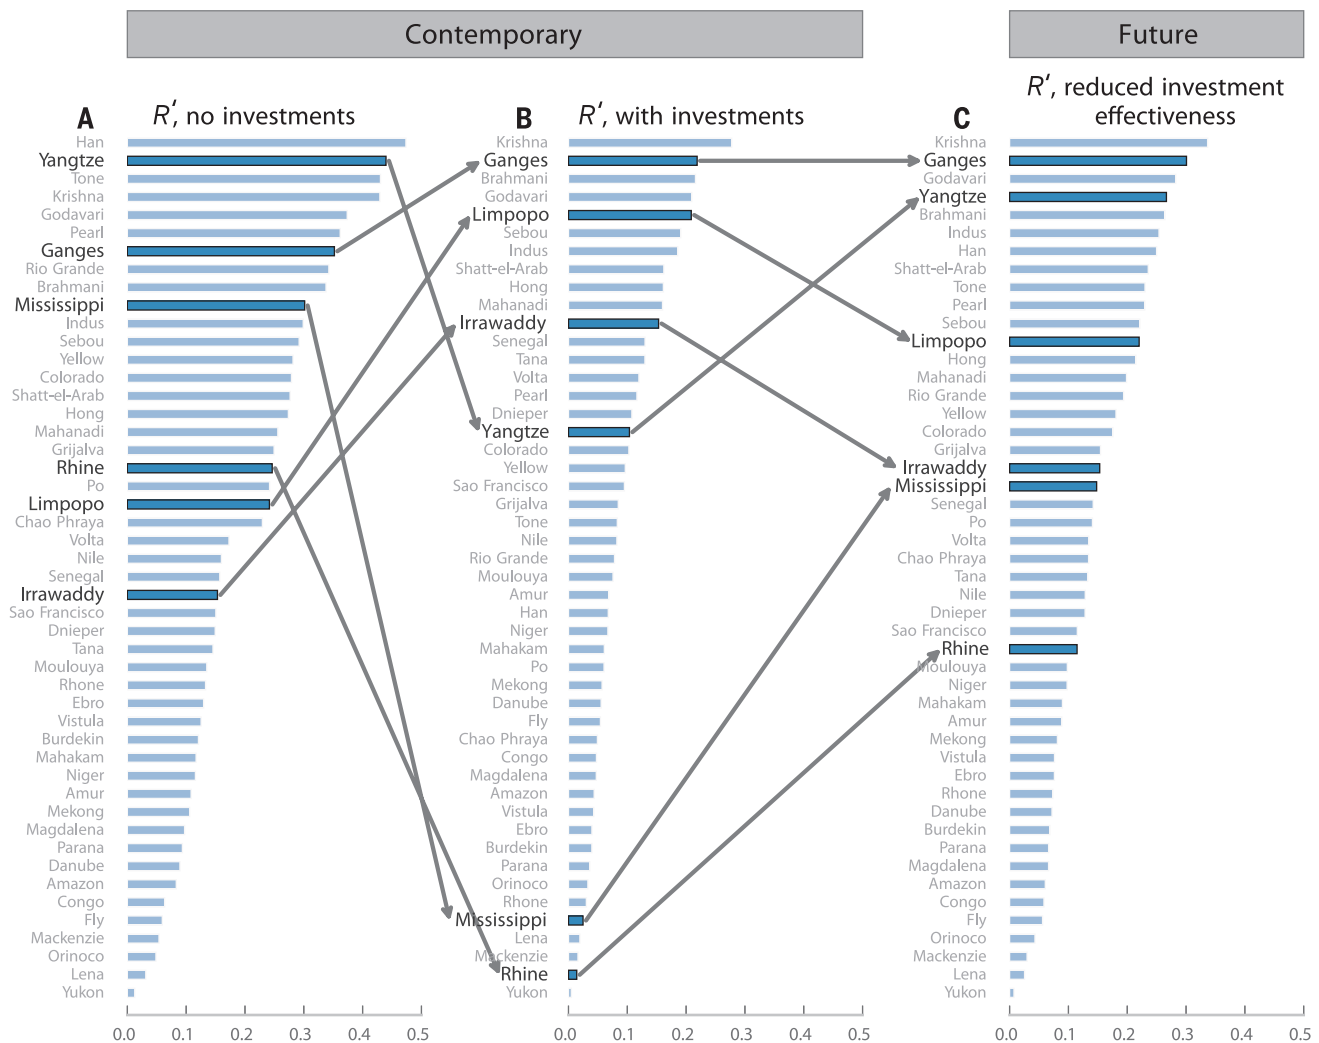 Contemporary
Future
A
R′, no investments
Han
Yangtze
Tone
Krishna
Godavari
Pearl
Ganges
Rio Grande
Brahmani
Mississippi
Indus
Sebou
Yellow
Colorado
Shatt-el-Arab
Hong
Mahanadi
Grijalva
Rhine
Po
Limpopo
Chao Phraya
Volta
Nile
Senegal
Irrawaddy
Sao Francisco
Dnieper
Tana
Moulouya
Rhone
Ebro
Vistula
Burdekin
Mahakam
Niger
Amur
Mekong
Magdalena
Parana
Danube
Amazon
Congo
Fly
Mackenzie
Orinoco
Lena
Yukon
0.0 0.1 0.2 0.3 0.4 0.5
B
R′, with investments
Krishna
Ganges
Brahmani
Godavari
Limpopo
Sebou
Indus
Shatt-el-Arab
Hong
Mahanadi
Irrawaddy
Senegal
Tana
Volta
Pearl
Dnieper
Yangtze
Colorado
Yellow
Sao Francisco
Grijalva
Tone
Nile
Rio Grande
Moulouya
Amur
Han
Niger
Mahakam
Po
Mekong
Danube
Fly
Chao Phraya
Congo
Magdalena
Amazon
Vistula
Ebro
Burdekin
Parana
Orinoco
Rhone
Mississippi
Lena
Mackenzie
Rhine
Yukon
0.0 0.1 0.2 0.3 0.4 0.5
C
R′, reduced investment
effectiveness
Krishna
Ganges
Godavari
Yangtze
Brahmani
Indus
Han
Shatt-el-Arab
Tone
Pearl
Sebou
Limpopo
Hong
Mahanadi
Rio Grande
Yellow
Colorado
Grijalva
Irrawaddy
Mississippi
Senegal
Po
Volta
Chao Phraya
Tana
Nile
Dnieper
Sao Francisco
Rhine
Moulouya
Niger
Mahakam
Amur
Mekong
Vistula
Ebro
Rhone
Danube
Burdekin
Parana
Magdalena
Amazon
Congo
Fly
Orinoco
Mackenzie
Lena
Yukon
0.0 0.1 0.2 0.3 0.4 0.5